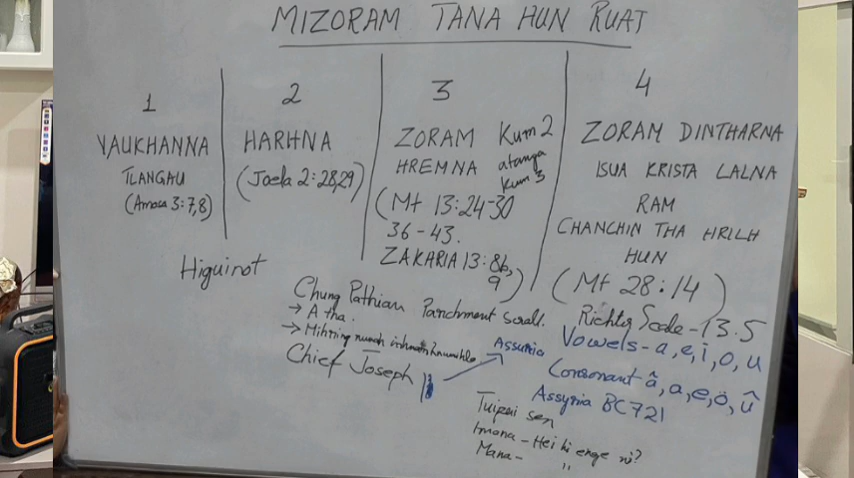 MIZORAM TANA HUN RUAT
1
VAUKHANNA
TLANGAU
(Amosa 3:7,8)
2
HARHNA
(Joela 2:28,29)
3
ZORAM Kum 2
HREMNA atanga
Kum 3
(Mt 13:24-30
36-43.
ZAKARIA 13:8b,
9)
4
ZORAM DINTHARNA
ISUA KRISTA LALNA
RAM
CHANCHIN THA HRILH
HUN
(Mt 28:14)
Higuinot
Chung Pathian Parchment scroll.
→ A tha.
→ Mihring
Chief Joseph
Assuria
Richter Scale - 13.5
Vowels - a, e, i, o, u
Consonant â, a, e, ö, û
Assyria BC 721
Tuipui sen
Imana - Hei hi enge ni?
Mana - "